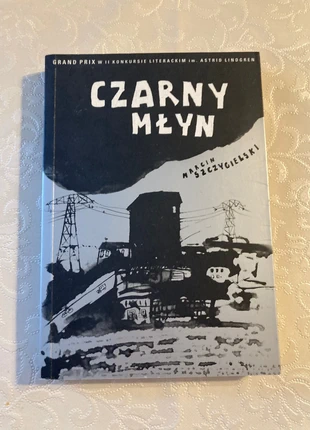 GRAND PRIX W II KONKURSIE LITERACKIM IM. ASTRID LINDGREN
CZARNY
MŁYN
MARCIN
SZCZYGIELSKI